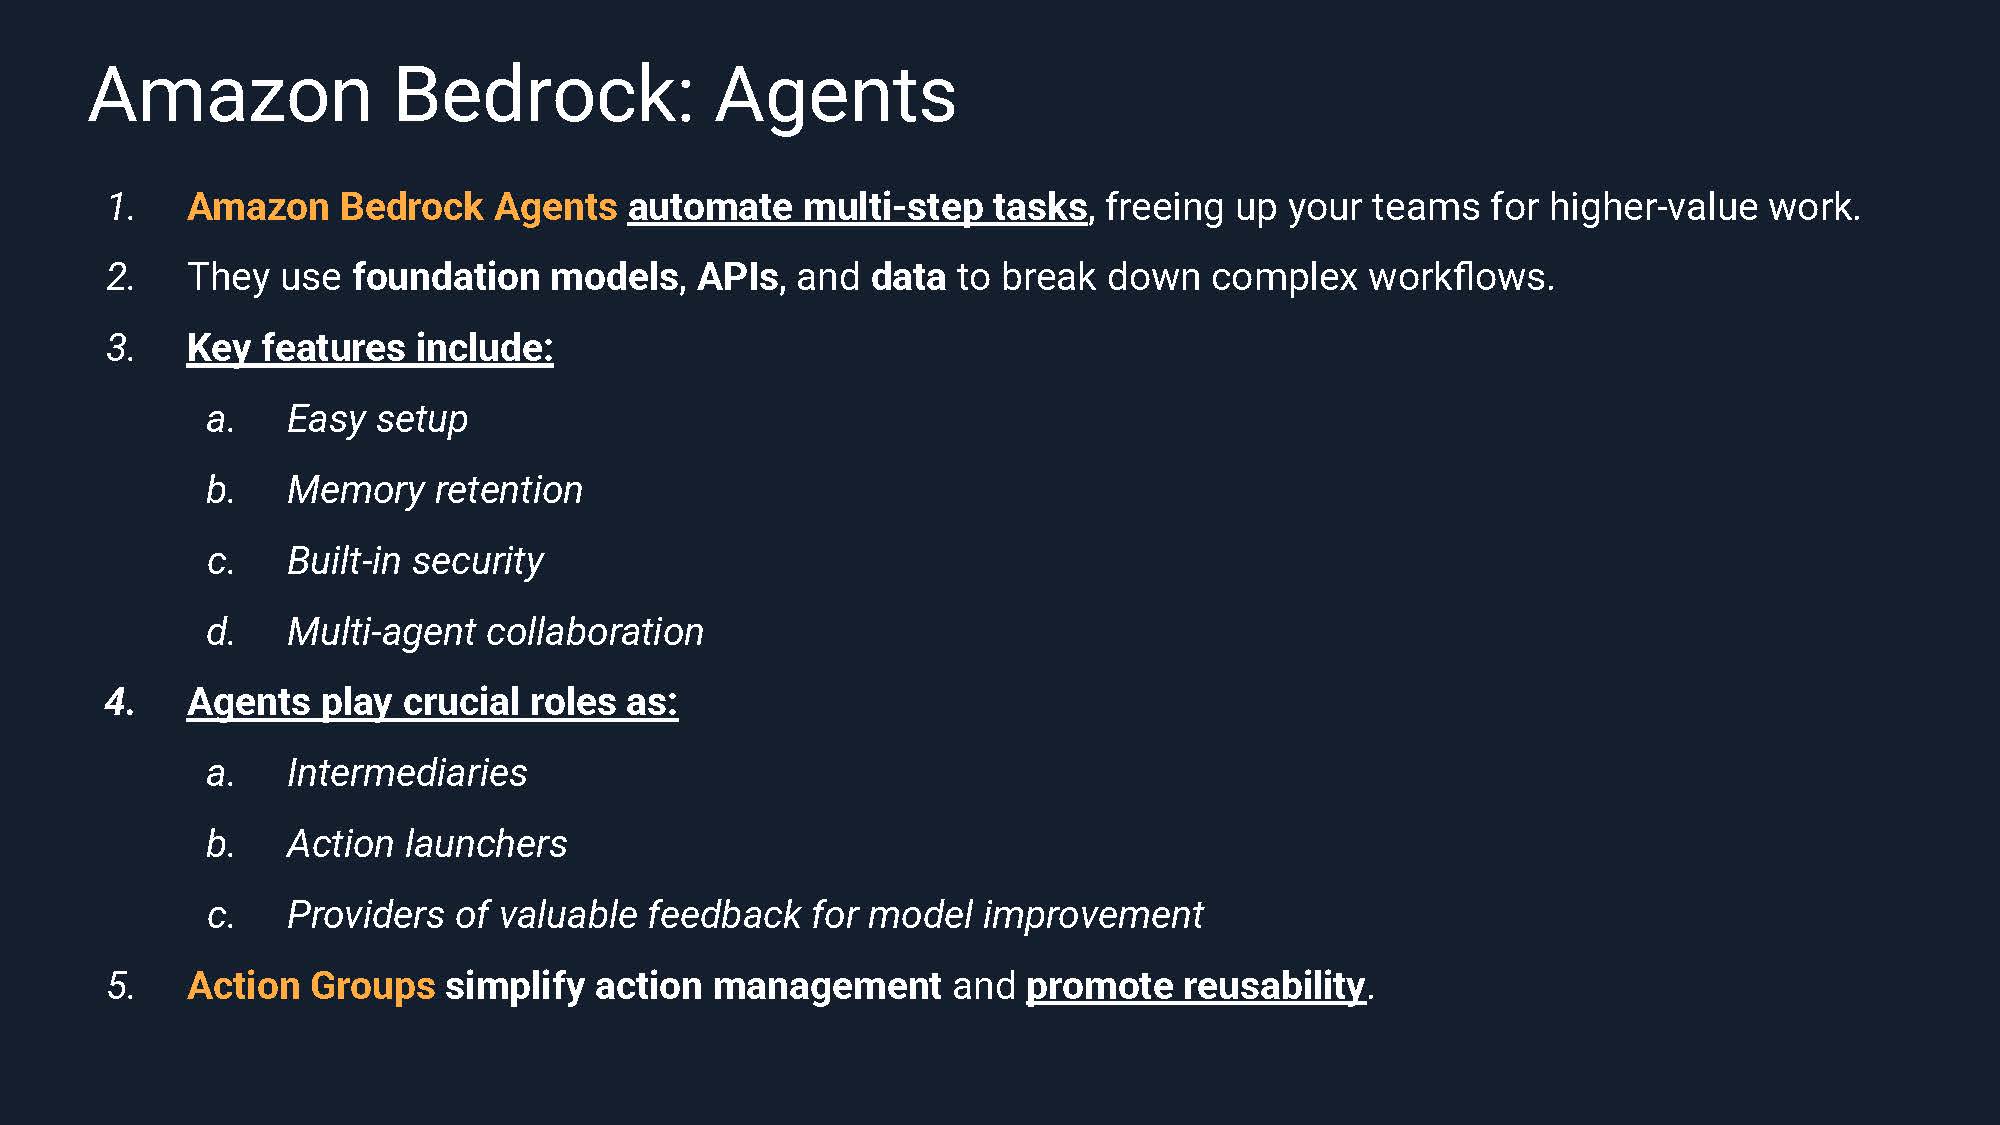 Amazon Bedrock: Agents
1. Amazon Bedrock Agents automate multi-step tasks, freeing up your teams for higher-value work.
2. They use foundation models, APIs, and data to break down complex workflows.
3. Key features include:
a. Easy setup
b. Memory retention
c. Built-in security
d. Multi-agent collaboration
4. Agents play crucial roles as:
a. Intermediaries
b. Action launchers
c. Providers of valuable feedback for model improvement
5. Action Groups simplify action management and promote reusability.